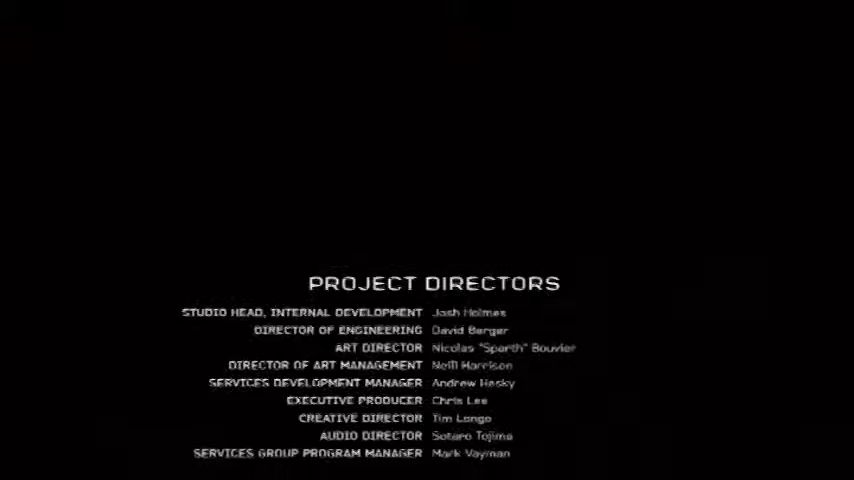 PROJECT DIRECTORS
STUDIO HEAD, INTERNAL DEVELOPMENT Josh Holmes
DIRECTOR OF ENGINEERING David Berger
ART DIRECTOR Nicolas "Sparth" Bouvier
DIRECTOR OF ART MANAGEMENT Neill Harrison
SERVICES DEVELOPMENT MANAGER Andrew Hesky
EXECUTIVE PRODUCER Chris Lee
CREATIVE DIRECTOR Tim Longo
AUDIO DIRECTOR Sotaro Tojima
SERVICES GROUP PROGRAM MANAGER Mark Vayman